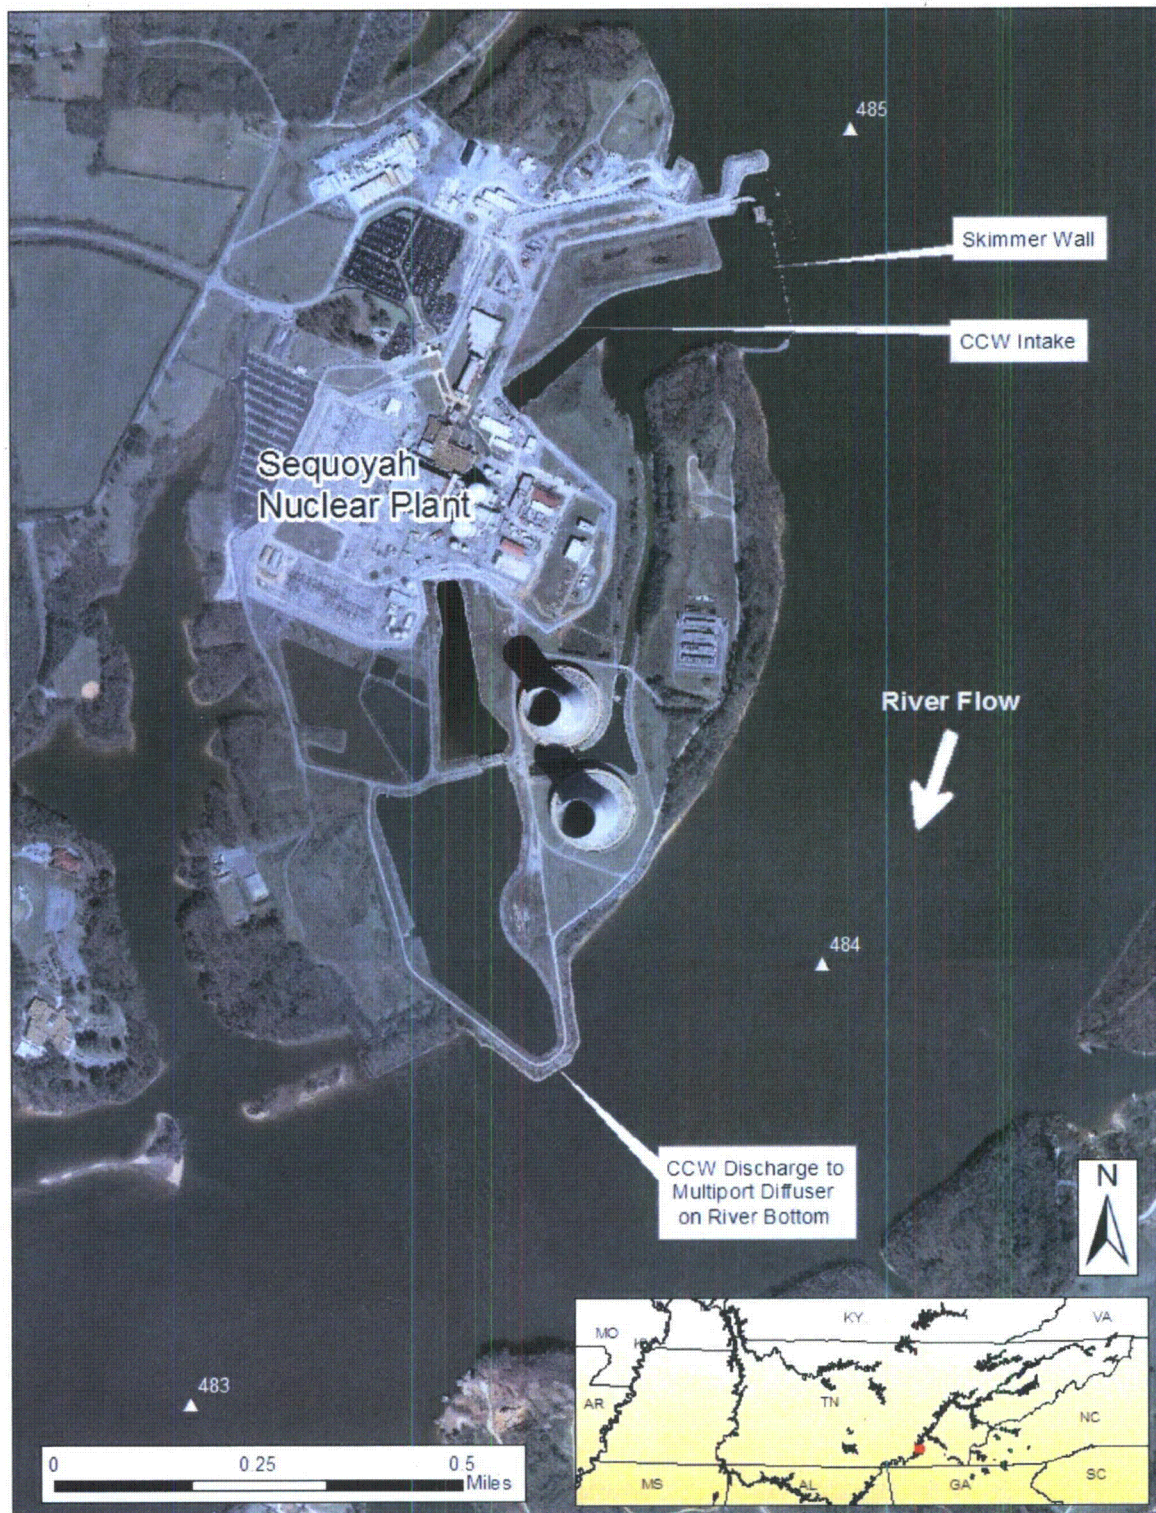 485
Skimmer Wall
CCW Intake
Sequoyah
Nuclear Plant
River Flow
484
CCW Discharge to
Multiport Diffuser
on River Bottom
N
483
0
0.25
0.5
Miles
MO
KY
VA
TN
AR
NC
MS
AL
GA
SC